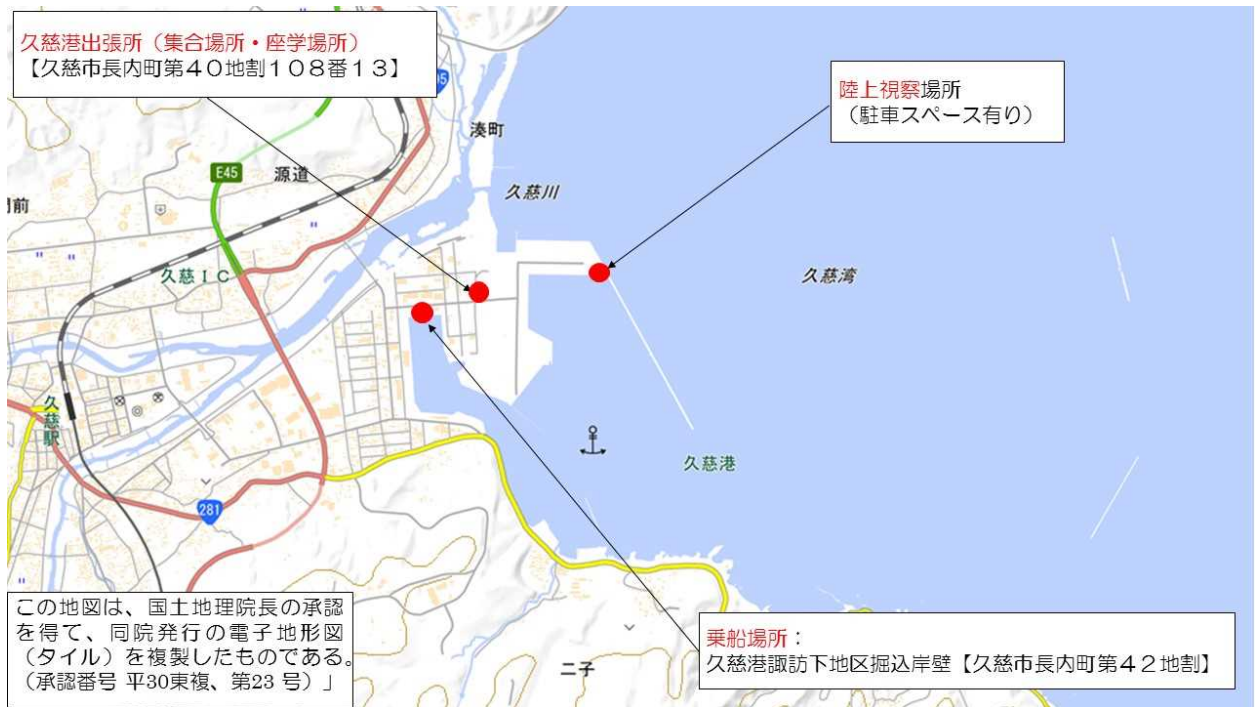 久慈港出張所（集合場所・座学場所）
【久慈市長内町第４０地割１０８番１３】
陸上視察場所
（駐車スペース有り）
湊町
源道
E45
久慈川
久慈ＩＣ
久慈湾
久慈駅
久慈港
281
二子
この地図は、国土地理院長の承認
を得て、同院発行の電子地形図
（タイル）を複製したものである。
（承認番号 平30東複、第23 号）」
乗船場所：
久慈港諏訪下地区掘込岸壁【久慈市長内町第４２地割】